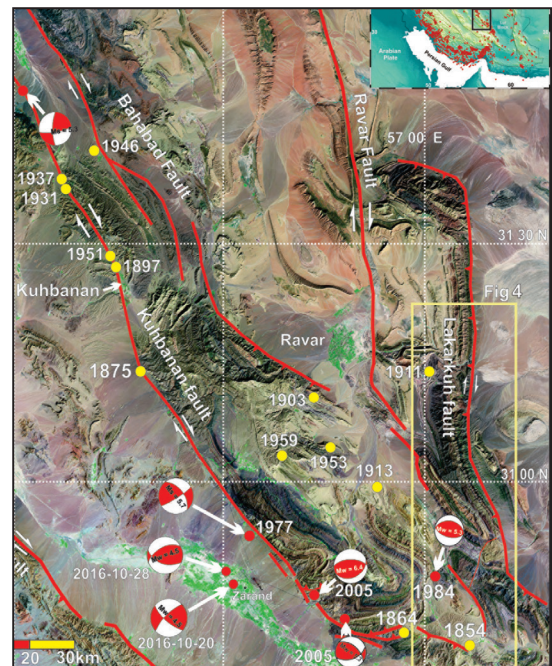 Arabian
Plate
Persian Gulf
60
57 00 E
Bahabad Fault
Ravar Fault
1946
1937
1931
31 30 N
1951
1897
Kuhbanan
Fig 4
Kuhbanan fault
Ravar
Lakarkuh fault
1875
1911
1903
1959
1953
31 00 N
1913
1977
2016-10-28
Zarand
Mw = 6.4
2005
1984
2016-10-20
1864
1854
2005
20 30km